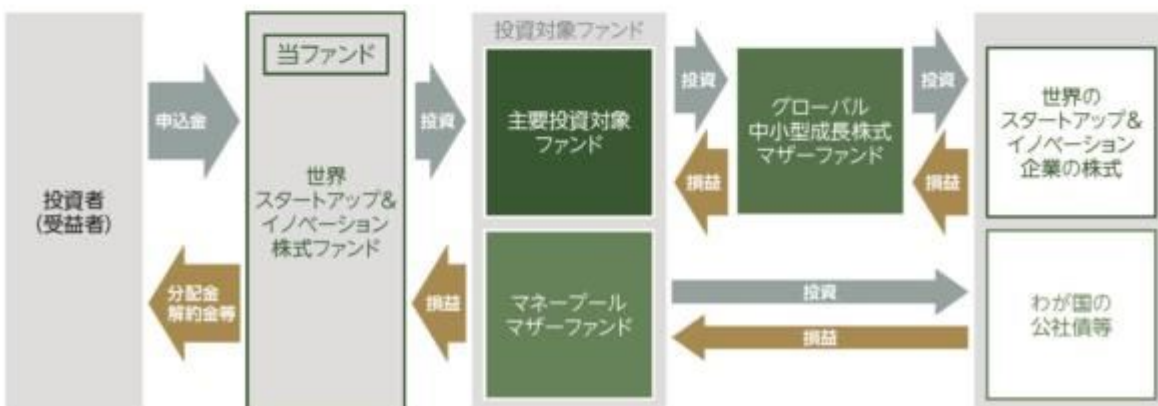 投資者
(受益者)
申込金
分配金
解約金等
当ファンド
世界
スタートアップ&
イノベーション
株式ファンド
投資
損益
投資対象ファンド
主要投資対象
ファンド
マネープール
マザーファンド
投資
損益
グローバル
中小型成長株式
マザーファンド
投資
損益
世界の
スタートアップ&
イノベーション
企業の株式
投資
損益
わが国の
公社債等